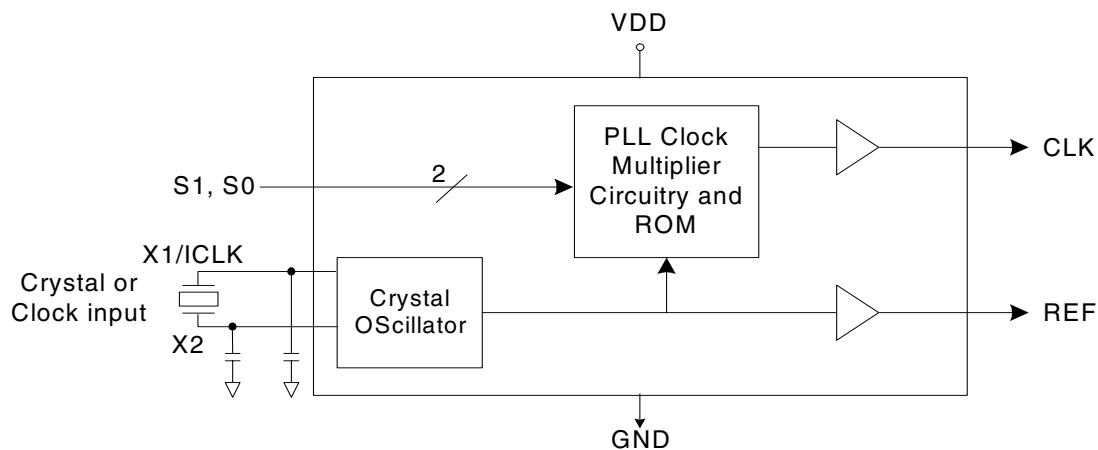 VDD
PLL Clock
Multiplier
Circuitry and
ROM
CLK
2
S1, S0
X1/ICLK
Crystal or
Clock input
X2
Crystal
OScillator
REF
GND